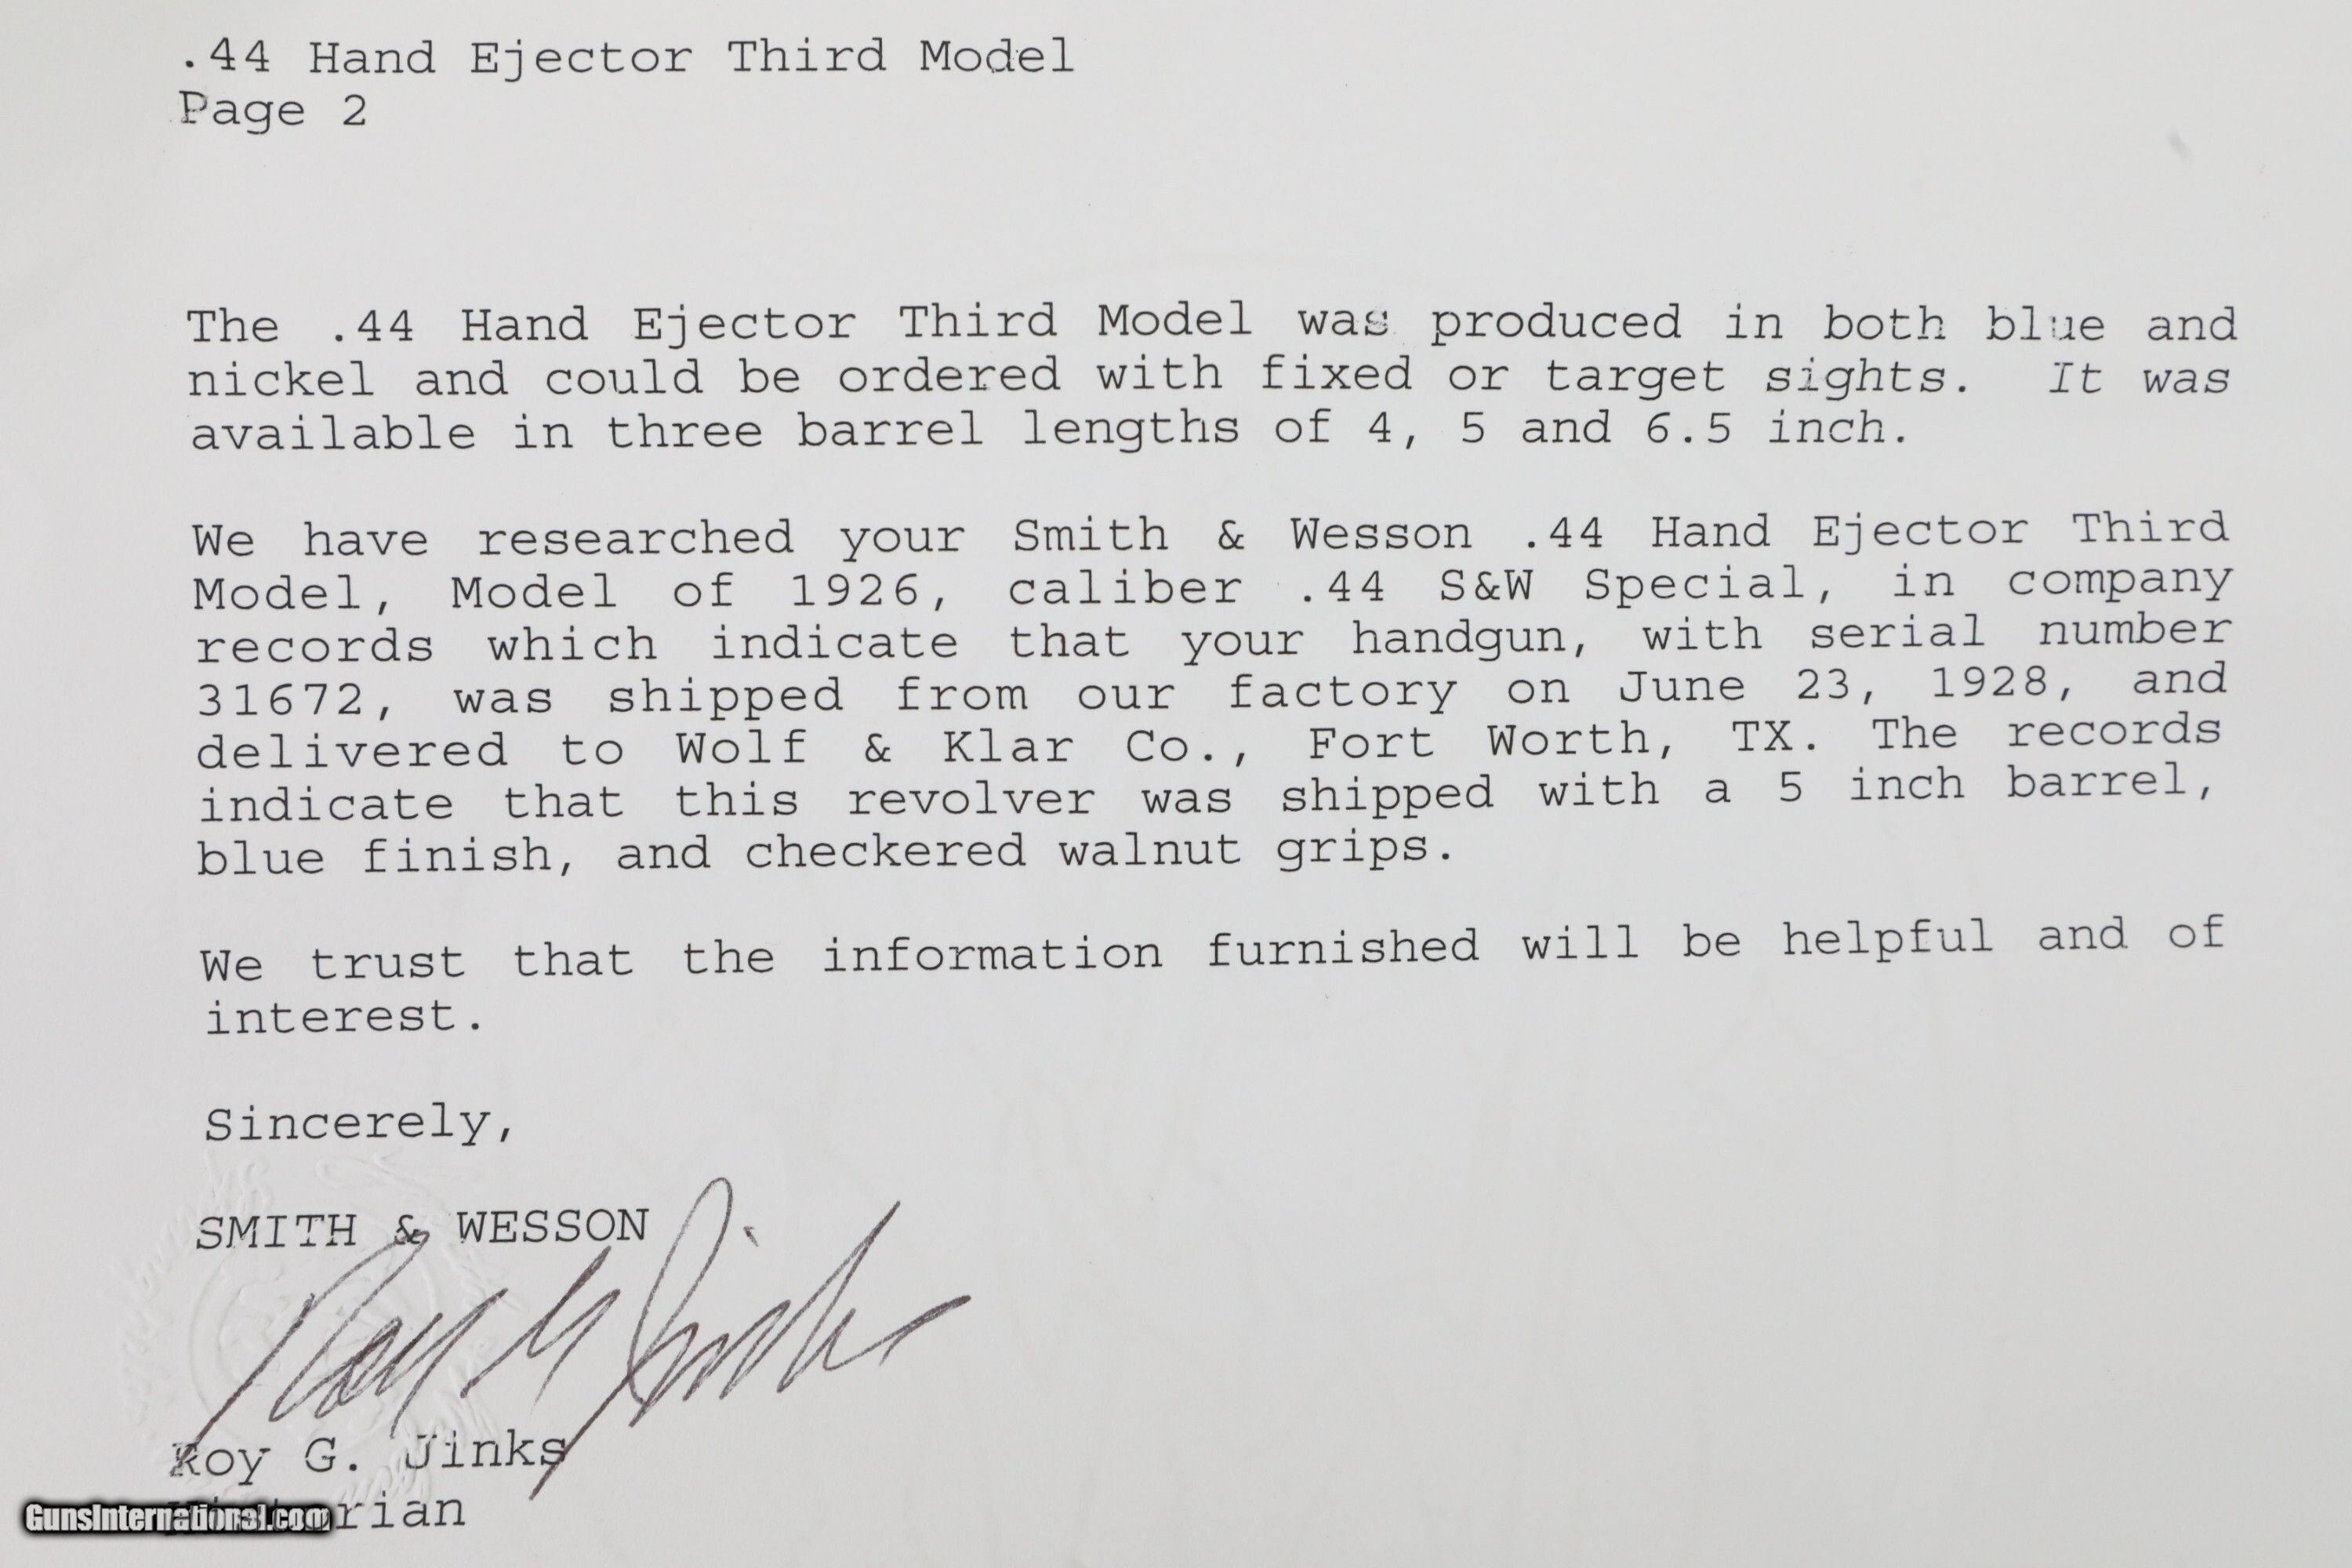 .44 Hand Ejector Third Model
Page 2
The .44 Hand Ejector Third Model was produced in both blue and
nickel and could be ordered with fixed or target sights. It was
available in three barrel lengths of 4, 5 and 6.5 inch.
We have researched your Smith & Wesson .44 Hand Ejector Third
Model, Model of 1926, caliber .44 S&W Special, in company
records which indicate that your handgun, with serial number
31672, was shipped from our factory on June 23, 1928, and
delivered to Wolf & Klar Co., Fort Worth, TX. The records
indicate that this revolver was shipped with a 5 inch barrel,
blue finish, and checkered walnut grips.
We trust that the information furnished will be helpful and of
interest.
Sincerely,
SMITH & WESSON
Roy G. Jinks
Roy G. Jinks
Historian
GunsInternational.com